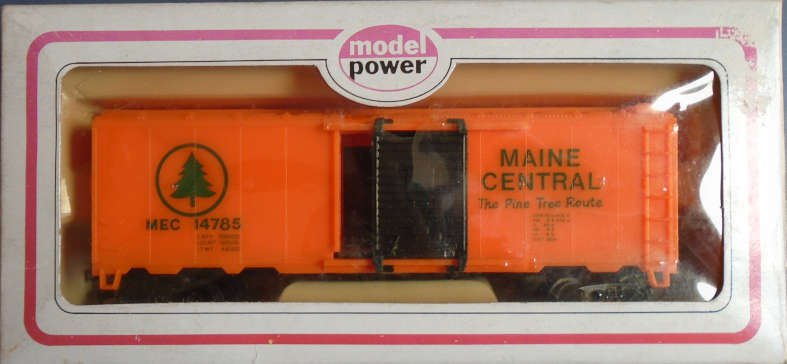 model
power
MEC 14785
MAINE
CENTRAL
The Pine Tree Route